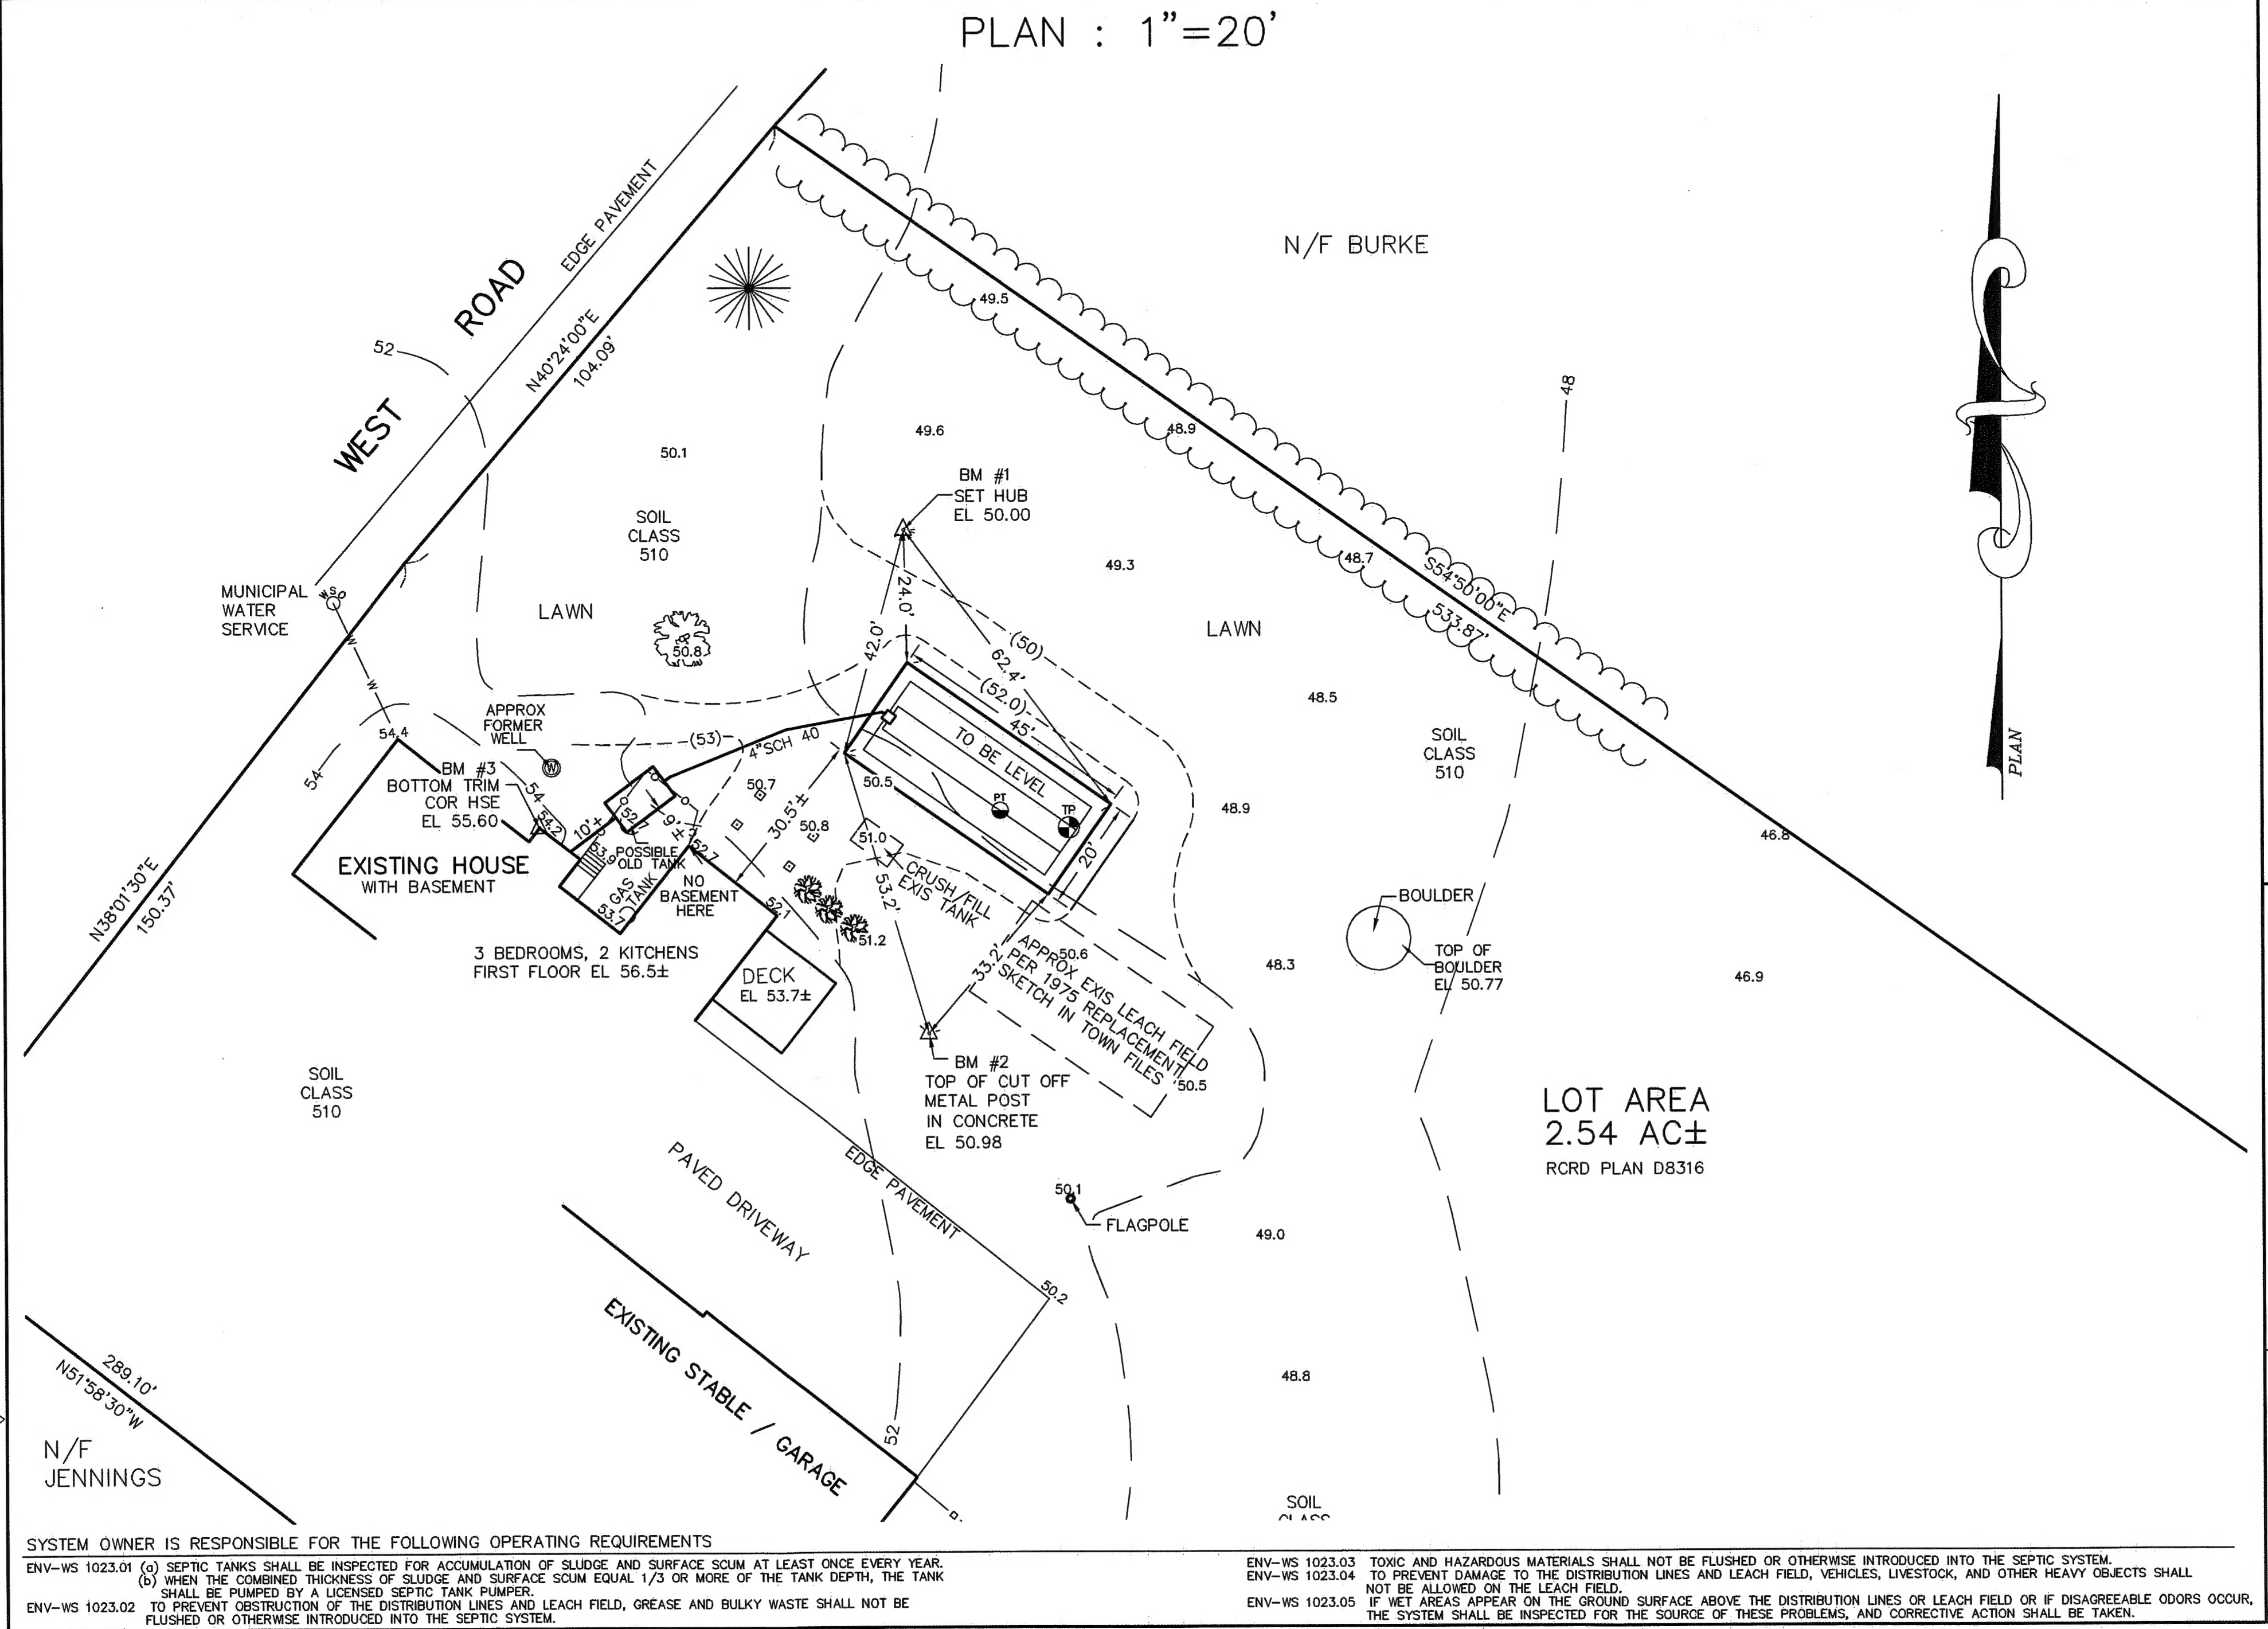 PLAN : 1"=20'
EDGE PAVEMENT
WEST ROAD
N40°24'00"E
104.09'
52
N/F BURKE
49.5
48.9
49.6
50.1
48
BM #1
SET HUB
EL 50.00
SOIL
CLASS
510
49.3
48.7
S54°50'00"E
533.87'
MUNICIPAL
WATER
SERVICE
WSO
W
W
LAWN
50.8
24.0'
42.0'
62.4'
(50)
(52.0)
45'
LAWN
48.5
APPROX
FORMER
WELL
W
54.4
54
(53)
4"SCH 40
TO BE LEVEL
SOIL
CLASS
510
PLAN
BM #3
BOTTOM TRIM
COR HSE
EL 55.60
54
54.2
10'±
52.7
9'±
50.7
50.5
PT
TP
48.9
30.5'±
50.8
51.0
20'
46.8
EXISTING HOUSE
WITH BASEMENT
53.9
POSSIBLE
OLD TANK
52.7
GAS
TANK
53.7
NO
BASEMENT
HERE
52.1
CRUSH/FILL
EXIS TANK
53.2'
51.2
N38°01'30"E
150.37'
3 BEDROOMS, 2 KITCHENS
FIRST FLOOR EL 56.5±
DECK
EL 53.7±
33.2'
50.6
APPROX EXIS LEACH FIELD
PER 1975 REPLACEMENT
SKETCH IN TOWN FILES
50.5
48.3
BOULDER
TOP OF
BOULDER
EL 50.77
46.9
BM #2
TOP OF CUT OFF
METAL POST
IN CONCRETE
EL 50.98
SOIL
CLASS
510
LOT AREA
2.54 AC±
RCRD PLAN D8316
PAVED DRIVEWAY
EDGE PAVEMENT
50.1
FLAGPOLE
49.0
50.2
EXISTING STABLE / GARAGE
48.8
52
289.10'
N51°58'30"W
N/F
JENNINGS
SOIL
CLASS
SYSTEM OWNER IS RESPONSIBLE FOR THE FOLLOWING OPERATING REQUIREMENTS
ENV-WS 1023.01 (a) SEPTIC TANKS SHALL BE INSPECTED FOR ACCUMULATION OF SLUDGE AND SURFACE SCUM AT LEAST ONCE EVERY YEAR.
(b) WHEN THE COMBINED THICKNESS OF SLUDGE AND SURFACE SCUM EQUAL 1/3 OR MORE OF THE TANK DEPTH, THE TANK
SHALL BE PUMPED BY A LICENSED SEPTIC TANK PUMPER.
ENV-WS 1023.02 TO PREVENT OBSTRUCTION OF THE DISTRIBUTION LINES AND LEACH FIELD, GREASE AND BULKY WASTE SHALL NOT BE
FLUSHED OR OTHERWISE INTRODUCED INTO THE SEPTIC SYSTEM.
ENV-WS 1023.03 TOXIC AND HAZARDOUS MATERIALS SHALL NOT BE FLUSHED OR OTHERWISE INTRODUCED INTO THE SEPTIC SYSTEM.
ENV-WS 1023.04 TO PREVENT DAMAGE TO THE DISTRIBUTION LINES AND LEACH FIELD, VEHICLES, LIVESTOCK, AND OTHER HEAVY OBJECTS SHALL
NOT BE ALLOWED ON THE LEACH FIELD.
ENV-WS 1023.05 IF WET AREAS APPEAR ON THE GROUND SURFACE ABOVE THE DISTRIBUTION LINES OR LEACH FIELD OR IF DISAGREEABLE ODORS OCCUR,
THE SYSTEM SHALL BE INSPECTED FOR THE SOURCE OF THESE PROBLEMS, AND CORRECTIVE ACTION SHALL BE TAKEN.